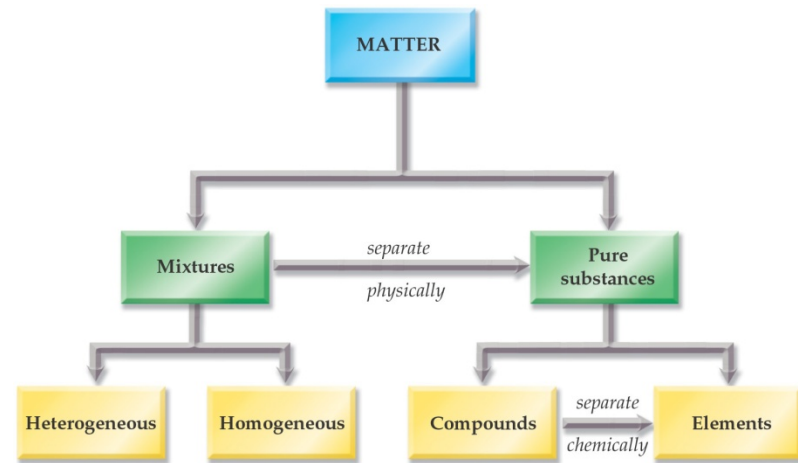 MATTER
Mixtures
separate
physically
Pure
substances
Heterogeneous
Homogeneous
Compounds
separate
chemically
Elements